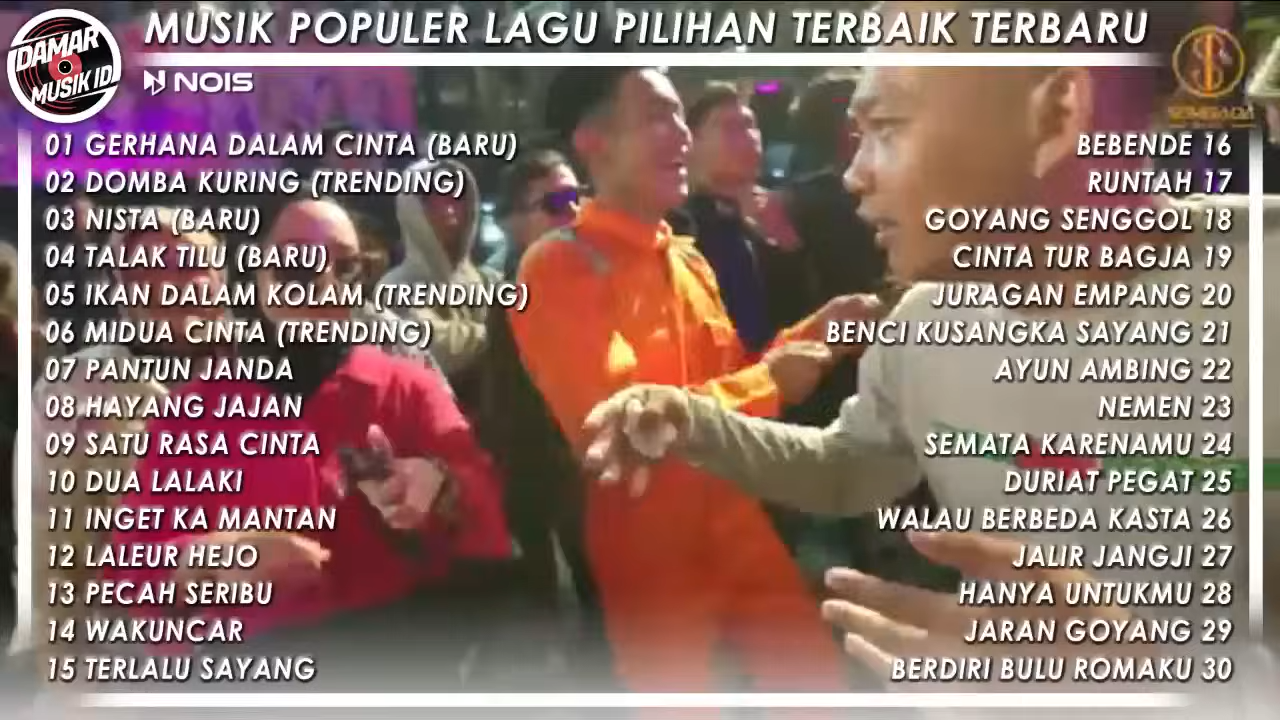 DAMAR
MUSIK ID
MUSIK POPULER LAGU PILIHAN TERBAIK TERBARU
NOIS
01 GERHANA DALAM CINTA (BARU)
02 DOMBA KURING (TRENDING)
03 NISTA (BARU)
04 TALAK TILU (BARU)
05 IKAN DALAM KOLAM (TRENDING)
06 MIDUA CINTA (TRENDING)
07 PANTUN JANDA
08 HAYANG JAJAN
09 SATU RASA CINTA
10 DUA LALAKI
11 INGET KA MANTAN
12 LALEUR HEJO
13 PECAH SERIBU
14 WAKUNCAR
15 TERLALU SAYANG
BEBENDE 16
RUNTAH 17
GOYANG SENGGOL 18
CINTA TUR BAGJA 19
JURAGAN EMPANG 20
BENCI KUSANGKA SAYANG 21
AYUN AMBING 22
NEMEN 23
SEMATA KARENAMU 24
DURIAT PEGAT 25
WALAU BERBEDA KASTA 26
JALIR JANGJI 27
HANYA UNTUKMU 28
JARAN GOYANG 29
BERDIRI BULU ROMAKU 30